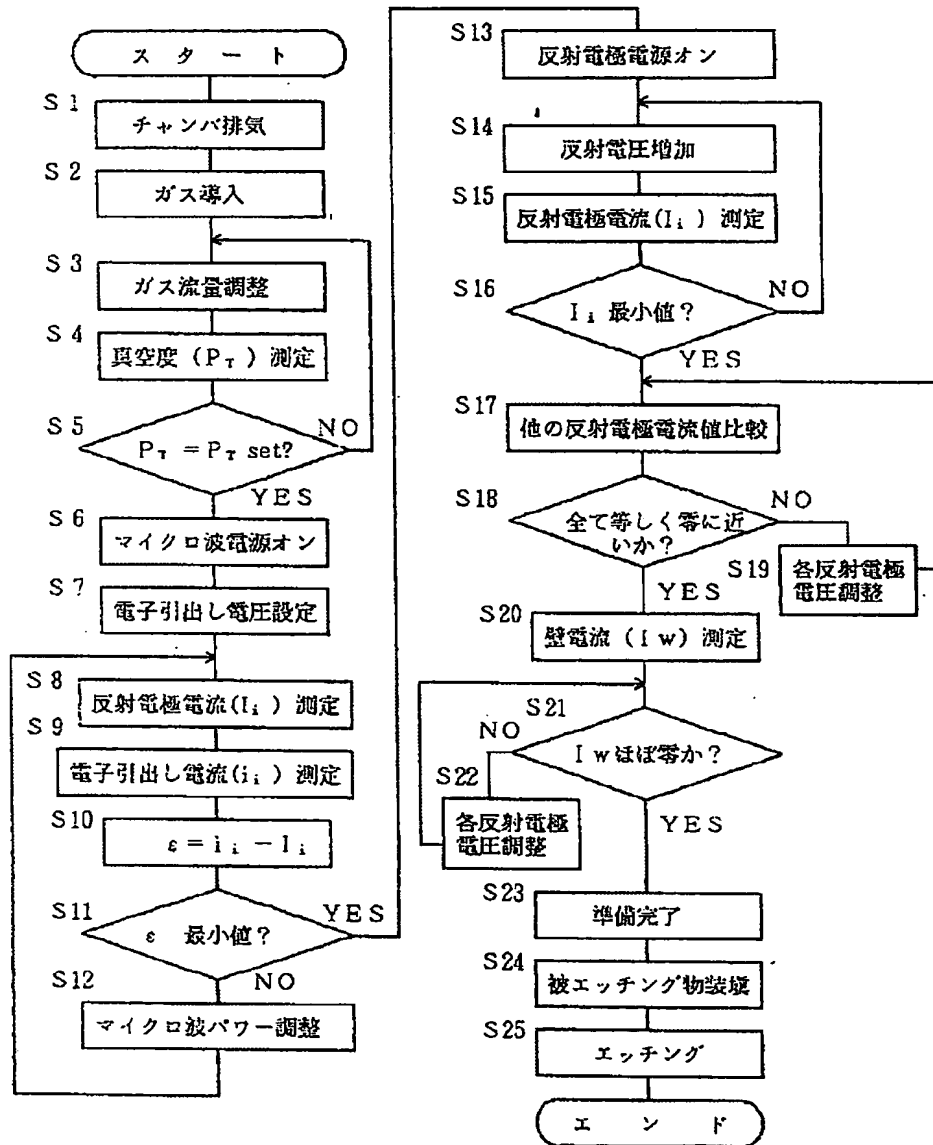 スタート
S1
チャンバ排気
S2
ガス導入
S3
ガス流量調整
S4
真空度（P_T）測定
S5
P_T = P_T set?
NO
YES
S6
マイクロ波電源オン
S7
電子引出し電圧設定
S8
反射電極電流(I_i)測定
S9
電子引出し電流(i_i)測定
S10
ε = i_i − I_i
S11
ε 最小値？
YES
NO
S12
マイクロ波パワー調整
S13
反射電極電源オン
S14
反射電圧増加
S15
反射電極電流(I_i)測定
S16
I_i 最小値？
NO
YES
S17
他の反射電極電流値比較
S18
全て等しく零に近
いか？
NO
YES
S19
各反射電極
電圧調整
S20
壁電流（Iw）測定
S21
Iwほぼ零か？
NO
YES
S22
各反射電極
電圧調整
S23
準備完了
S24
被エッチング物装塡
S25
エッチング
エンド